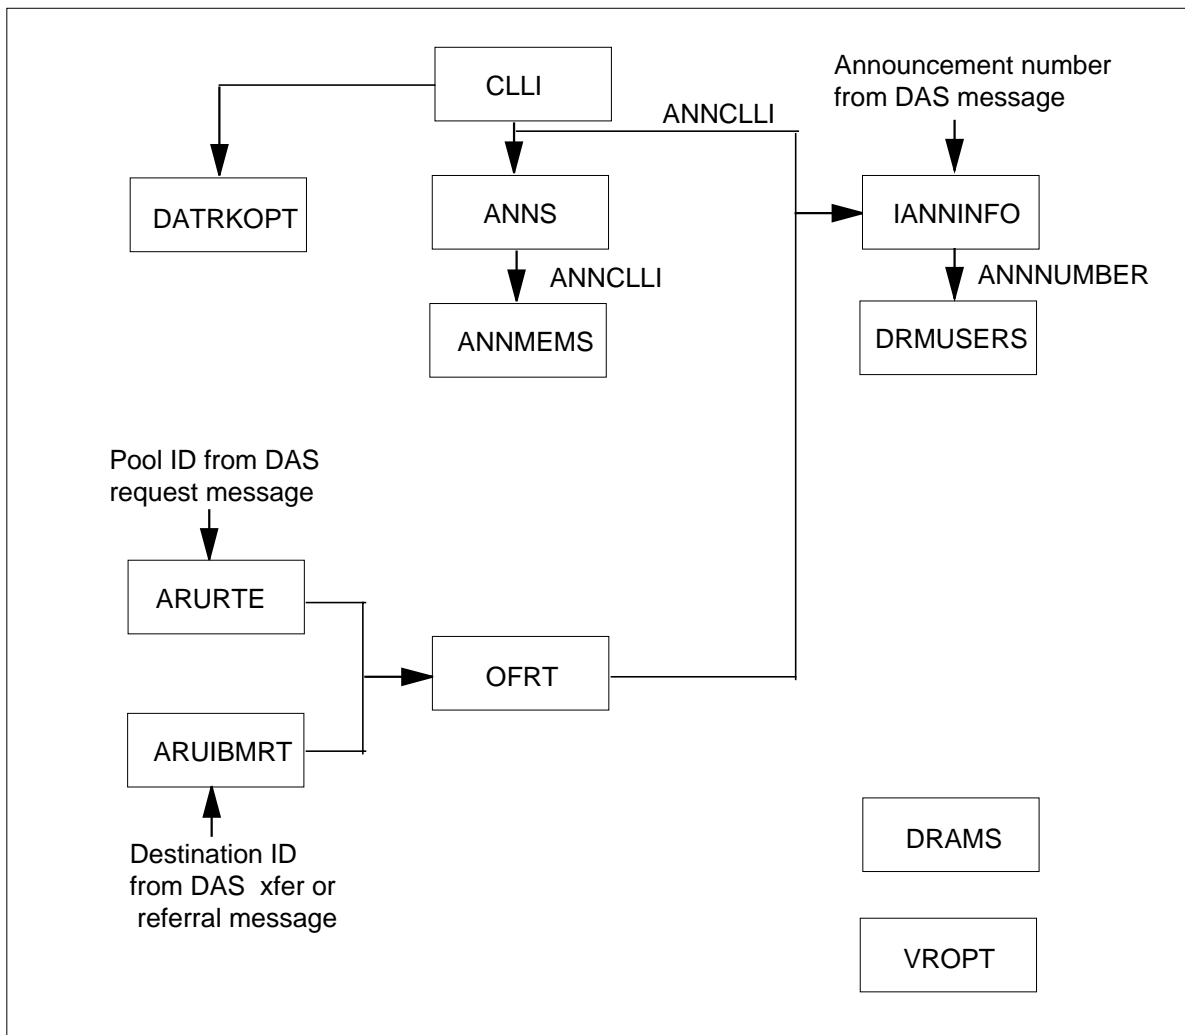 CLLI
Announcement number
from DAS message
ANNCLLI
DATRKOPT
ANNS
IANNINFO
ANNCLLI
ANNNUMBER
ANNMEMS
DRMUSERS
Pool ID from DAS
request message
ARURTE
OFRT
ARUIBMRT
Destination ID
from DAS xfer or
referral message
DRAMS
VROPT